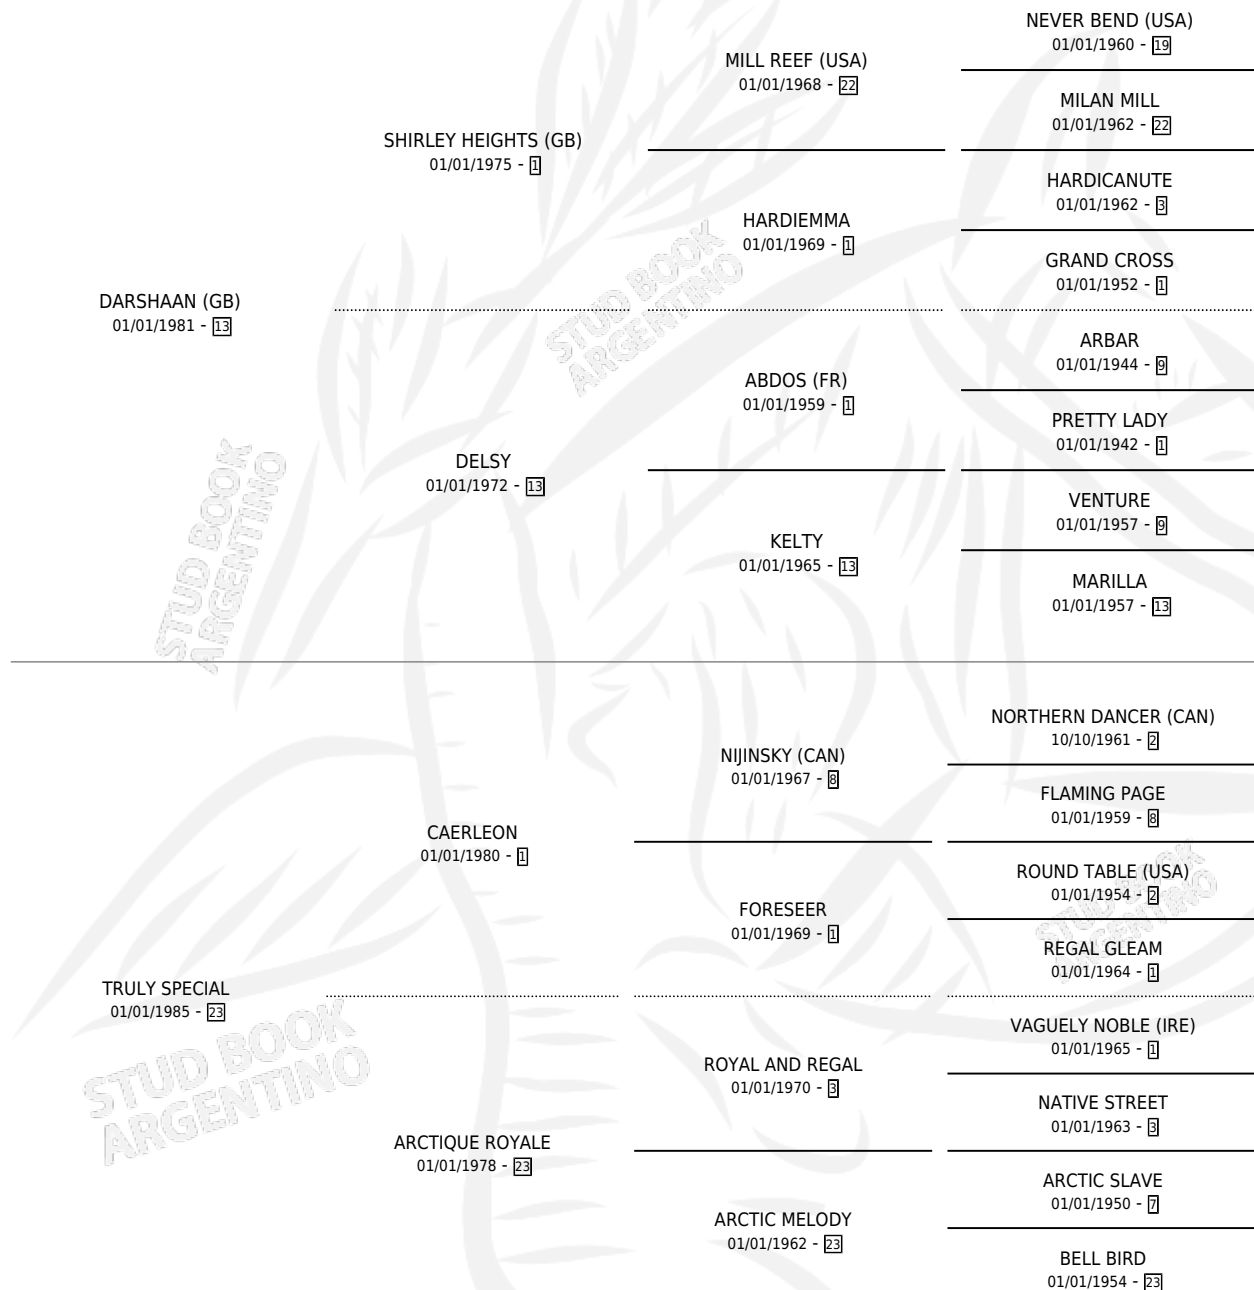 NEVER BEND (USA)
01/01/1960 - 19
MILL REEF (USA)
01/01/1968 - 22
MILAN MILL
01/01/1962 - 22
SHIRLEY HEIGHTS (GB)
01/01/1975 - 1
HARDICANUTE
01/01/1962 - 3
HARDIEMMA
01/01/1969 - 1
GRAND CROSS
01/01/1952 - 1
DARSHAAN (GB)
01/01/1981 - 13
STUD BOOK
ARGENTINO
ARBAR
01/01/1944 - 9
ABDOS (FR)
01/01/1959 - 1
PRETTY LADY
01/01/1942 - 1
DELSY
01/01/1972 - 13
VENTURE
01/01/1957 - 9
KELTY
01/01/1965 - 13
MARILLA
01/01/1957 - 13
STUD BOOK
ARGENTINO
NORTHERN DANCER (CAN)
10/10/1961 - 2
NIJINSKY (CAN)
01/01/1967 - 8
FLAMING PAGE
01/01/1959 - 8
CAERLEON
01/01/1980 - 1
ROUND TABLE (USA)
01/01/1954 - 2
STUD BOOK
ARGENTINO
FORESEER
01/01/1969 - 1
REGAL GLEAM
01/01/1964 - 1
TRULY SPECIAL
01/01/1985 - 23
STUD BOOK
ARGENTINO
VAGUELY NOBLE (IRE)
01/01/1965 - 1
ROYAL AND REGAL
01/01/1970 - 3
NATIVE STREET
01/01/1963 - 3
ARCTIQUE ROYALE
01/01/1978 - 23
ARCTIC SLAVE
01/01/1950 - 7
ARCTIC MELODY
01/01/1962 - 23
BELL BIRD
01/01/1954 - 23